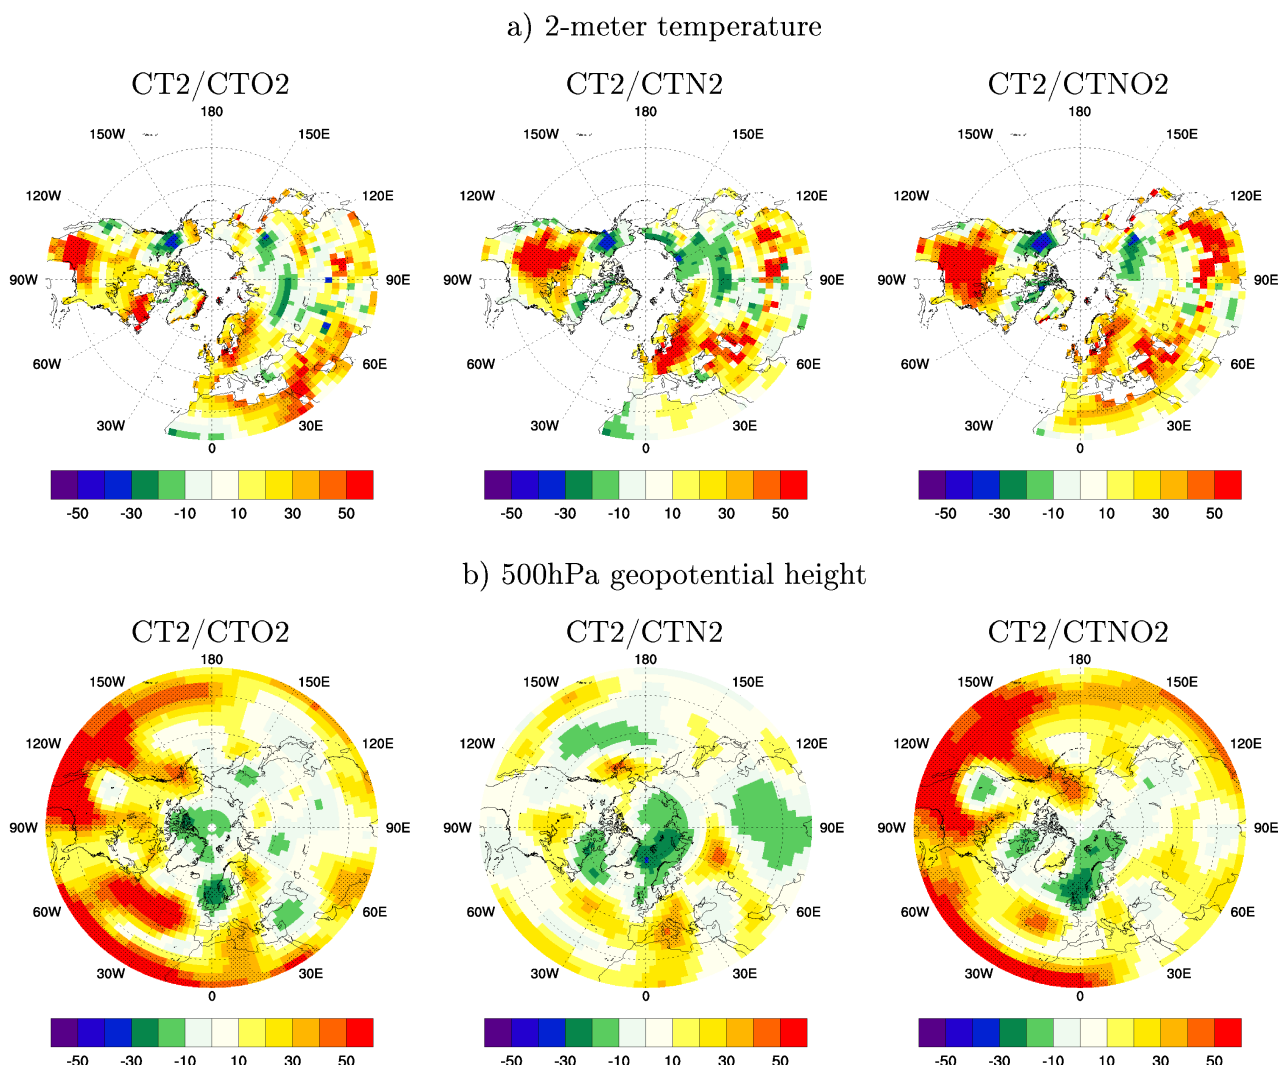 a) 2-meter temperature
CT2/CTO2 CT2/CTN2 CT2/CTNO2
180 180 180
150W 150E 150W 150E 150W 150E
120W 120E 120W 120E 120W 120E
90W 90E 90W 90E 90W 90E
60W 60E 60W 60E 60W 60E
30W 30E 30W 30E 30W 30E
0 0 0
-50 -30 -10 10 30 50 -50 -30 -10 10 30 50 -50 -30 -10 10 30 50
b) 500hPa geopotential height
CT2/CTO2 CT2/CTN2 CT2/CTNO2
180 180 180
150W 150E 150W 150E 150W 150E
120W 120E 120W 120E 120W 120E
90W 90E 90W 90E 90W 90E
60W 60E 60W 60E 60W 60E
30W 30E 30W 30E 30W 30E
0 0 0
-50 -30 -10 10 30 50 -50 -30 -10 10 30 50 -50 -30 -10 10 30 50